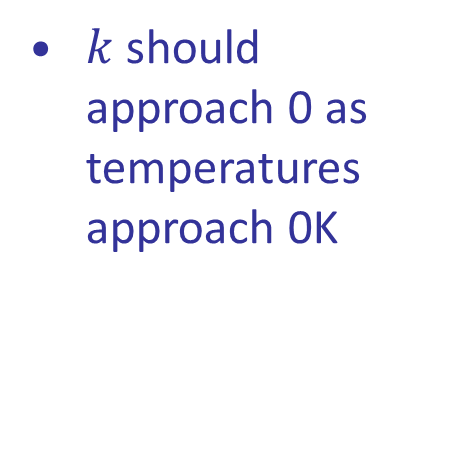 • k should
approach 0 as
temperatures
approach 0K